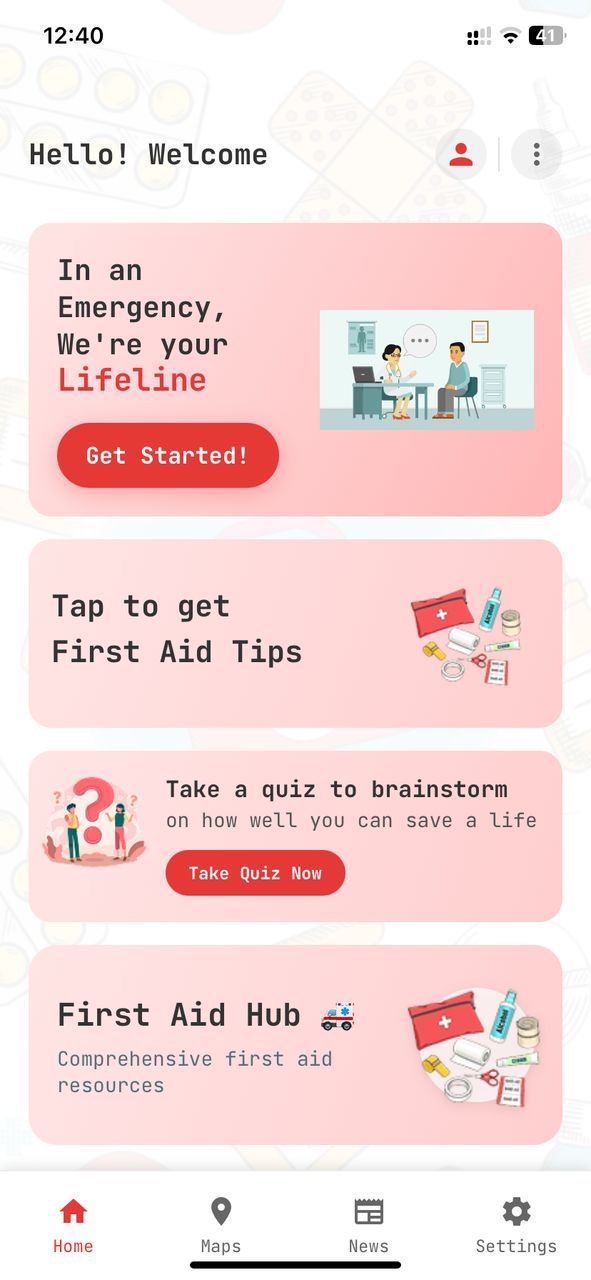 12:40
41
Hello! Welcome
In an
Emergency,
We're your
Lifeline
Get Started!
Tap to get
First Aid Tips
Alcohol
Take a quiz to brainstorm
on how well you can save a life
Take Quiz Now
First Aid Hub 🚑
Comprehensive first aid
resources
Alcohol
Home
Maps
News
Settings